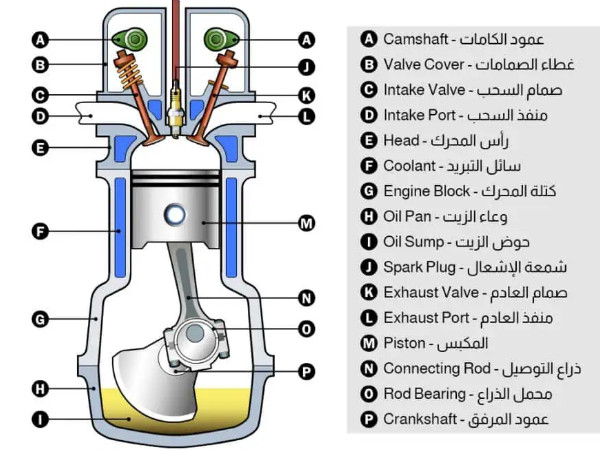 A
B
C
D
E
F
G
H
I
A
J
K
L
M
N
O
P
A Camshaft - عمود الكامات
B Valve Cover - غطاء الصمامات
C Intake Valve - صمام السحب
D Intake Port - منفذ السحب
E Head - رأس المحرك
F Coolant - سائل التبريد
G Engine Block - كتلة المحرك
H Oil Pan - وعاء الزيت
I Oil Sump - حوض الزيت
J Spark Plug - شمعة الإشعال
K Exhaust Valve - صمام العادم
L Exhaust Port - منفذ العادم
M Piston - المكبس
N Connecting Rod - ذراع التوصيل
O Rod Bearing - محمل الذراع
P Crankshaft - عمود المرفق